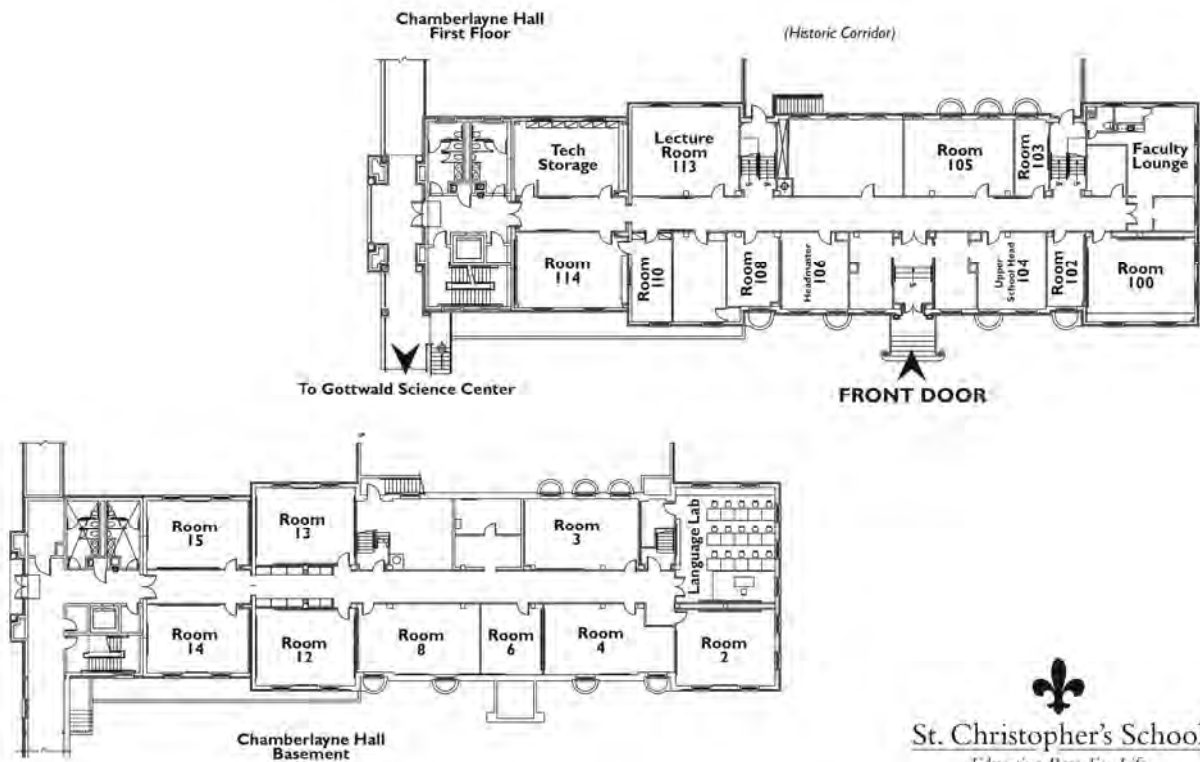 Chamberlayne Hall
First Floor
(Historic Corridor)
Tech
Storage
Lecture
Room
113
Room
105
Room
103
Faculty
Lounge
Room
114
Room
110
Room
108
Headmaster
106
Upper
School Head
104
Room
102
Room
100
To Gottwald Science Center
FRONT DOOR
Room
15
Room
13
Room
3
Language Lab
Room
14
Room
12
Room
8
Room
6
Room
4
Room
2
Chamberlayne Hall
Basement
St. Christopher's School